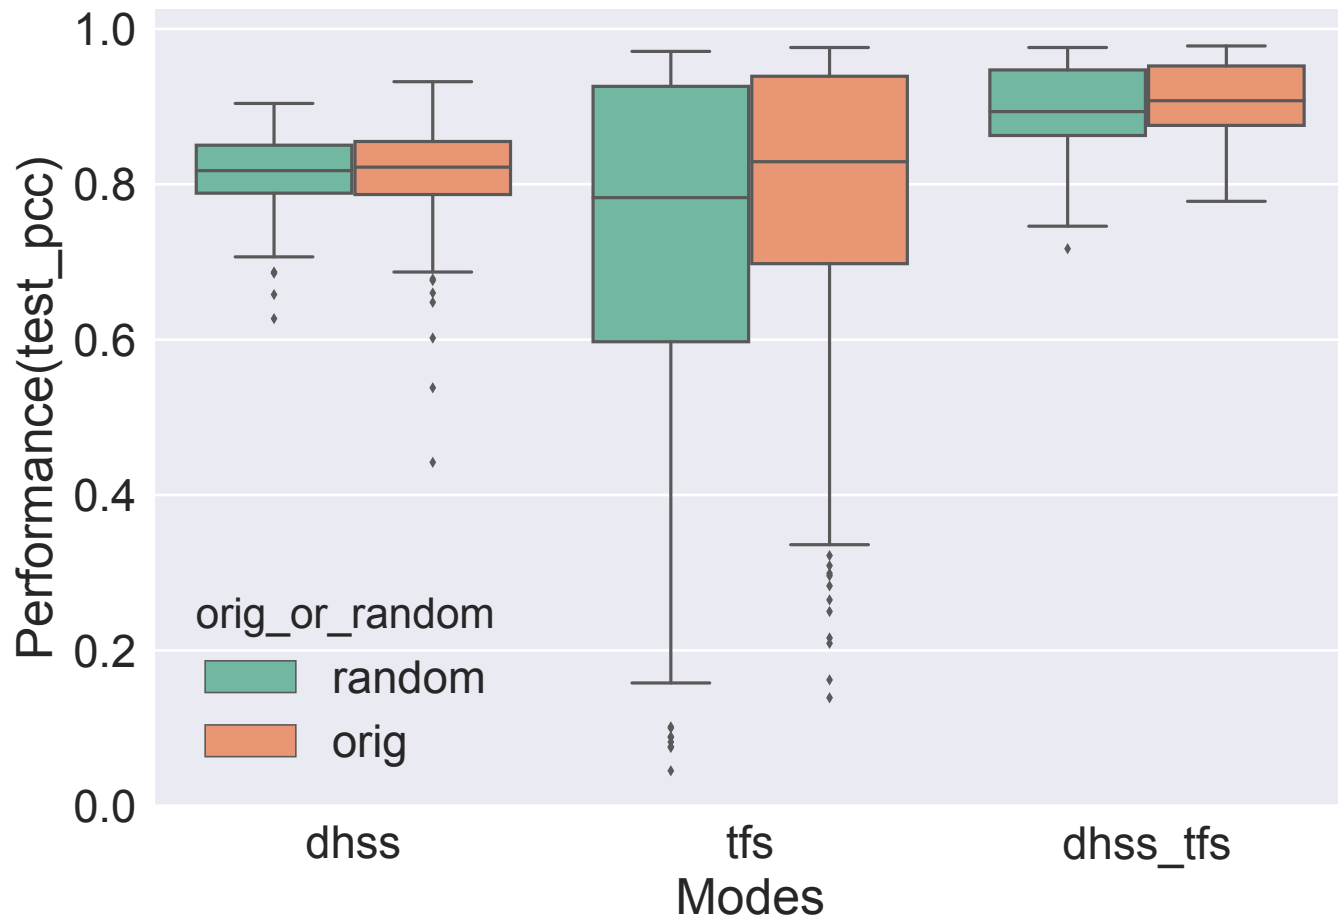 1.0
0.8
0.6
0.4
0.2
0.0
Performance(test_pcc)
orig_or_random
random
orig
dhss
tfs
dhss_tfs
Modes